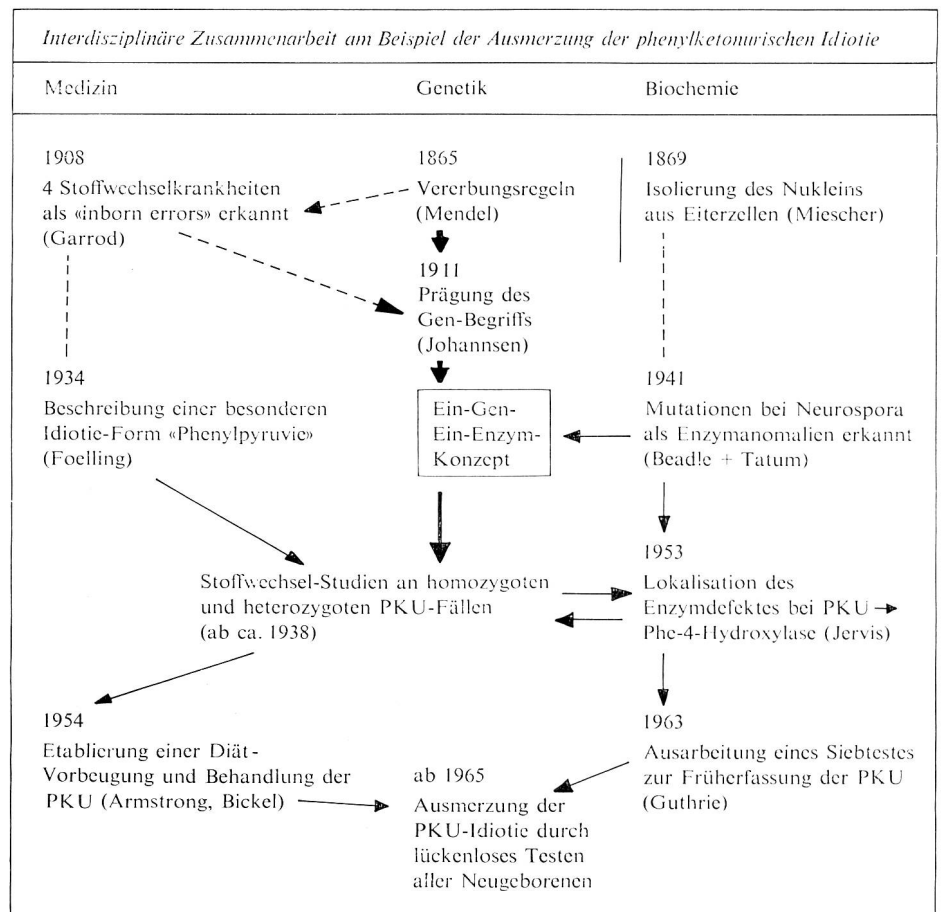 Interdisziplinäre Zusammenarbeit am Beispiel der Ausmerzung der phenylketonurischen Idiotie
Medizin
Genetik
Biochemie
1908
4 Stoffwechselkrankheiten
als «inborn errors» erkannt
(Garrod)
1865
Vererbungsregeln
(Mendel)
1869
Isolierung des Nukleins
aus Eiterzellen (Miescher)
1911
Prägung des
Gen-Begriffs
(Johannsen)
1934
Beschreibung einer besonderen
Idiotie-Form «Phenylpyruvie»
(Foelling)
Ein-Gen-
Ein-Enzym-
Konzept
1941
Mutationen bei Neurospora
als Enzymanomalien erkannt
(Beadle + Tatum)
Stoffwechsel-Studien an homozygoten
und heterozygoten PKU-Fällen
(ab ca. 1938)
1953
Lokalisation des
Enzymdefektes bei PKU →
Phe-4-Hydroxylase (Jervis)
1954
Etablierung einer Diät-
Vorbeugung und Behandlung der
PKU (Armstrong, Bickel)
ab 1965
Ausmerzung der
PKU-Idiotie durch
lückenloses Testen
aller Neugeborenen
1963
Ausarbeitung eines Siebtestes
zur Früherfassung der PKU
(Guthrie)